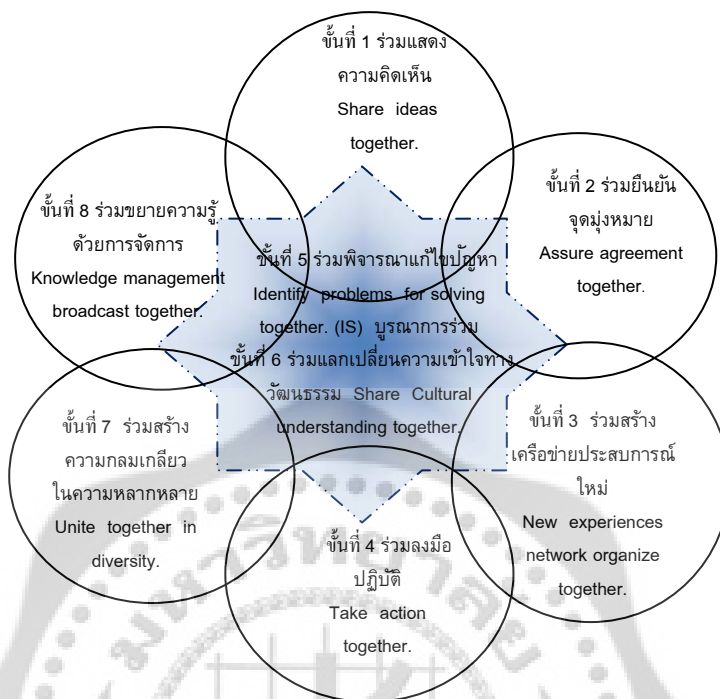 ขั้นที่ 1 ร่วมแสดง
ความคิดเห็น
Share ideas
together.
ขั้นที่ 2 ร่วมยืนยัน
จุดมุ่งหมาย
Assure agreement
together.
ขั้นที่ 8 ร่วมขยายความรู้
ด้วยการจัดการ
Knowledge management
broadcast together.
ขั้นที่ 5 ร่วมพิจารณาแก้ไขปัญหา
Identify problems for solving
together. (IS) บูรณาการร่วม
ขั้นที่ 6 ร่วมแลกเปลี่ยนความเข้าใจทาง
วัฒนธรรม Share Cultural
understanding together.
ขั้นที่ 7 ร่วมสร้าง
ความกลมเกลียว
ในความหลากหลาย
Unite together in
diversity.
ขั้นที่ 3 ร่วมสร้าง
เครือข่ายประสบการณ์
ใหม่
New experiences
network organize
together.
ขั้นที่ 4 ร่วมลงมือ
ปฏิบัติ
Take action
together.
มหาวิทยาลัย